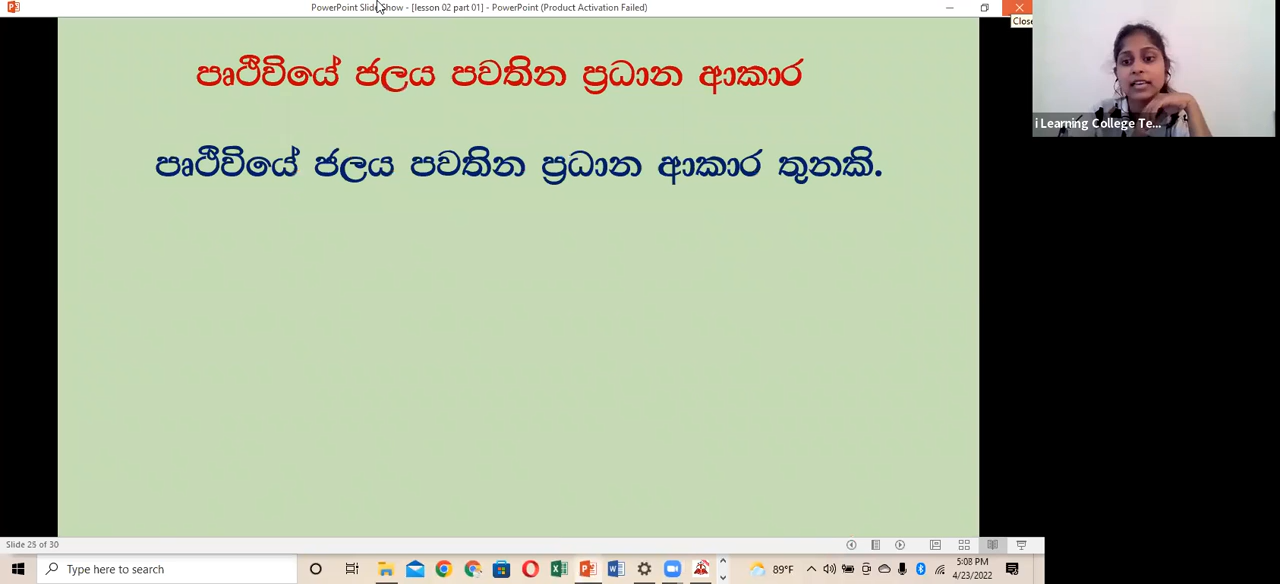 PowerPoint Slide Show - [lesson 02 part 01] - PowerPoint (Product Activation Failed)
Close
පෘථිවියේ ජලය පවතින ප්‍රධාන ආකාර
පෘථිවියේ ජලය පවතින ප්‍රධාන ආකාර තුනකි.
i Learning College Te...
Slide 25 of 30
Type here to search
89°F
5:08 PM
4/23/2022